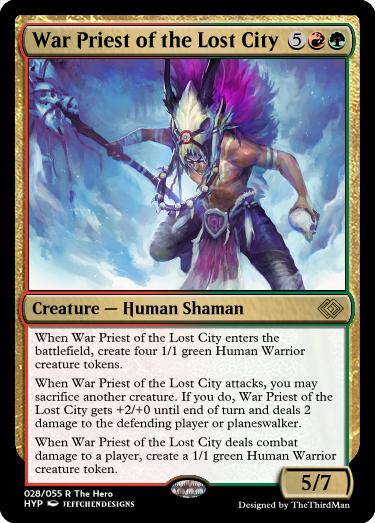 War Priest of the Lost City 5
Creature — Human Shaman
When War Priest of the Lost City enters the
battlefield, create four 1/1 green Human Warrior
creature tokens.
When War Priest of the Lost City attacks, you may
sacrifice another creature. If you do, War Priest of the
Lost City gets +2/+0 until end of turn and deals 2
damage to the defending player or planeswalker.
When War Priest of the Lost City deals combat
damage to a player, create a 1/1 green Human Warrior
creature token.
5/7
028/055 R The Hero
HYP TEFFCHENDESIGNS
Designed by TheThirdMan